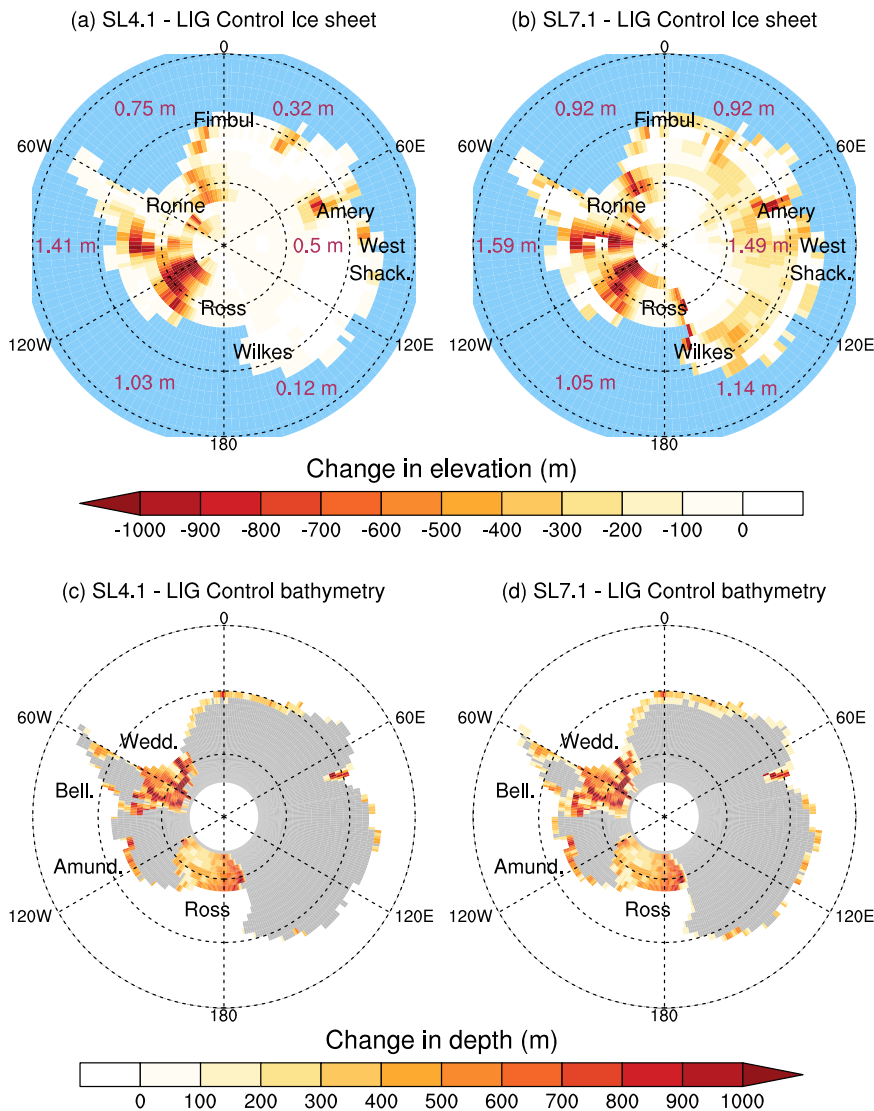 (a) SL4.1 - LIG Control Ice sheet
(b) SL7.1 - LIG Control Ice sheet
0
0
0.75 m
0.32 m
0.92 m
0.92 m
Fimbul
Fimbul
60W
60E
60W
60E
Ronne
Amery
Ronne
Amery
1.41 m
0.5 m
West
1.59 m
1.49 m
West
Shack.
Shack.
Ross
Ross
120W
Wilkes
120E
120W
Wilkes
120E
1.03 m
0.12 m
1.05 m
1.14 m
180
180
Change in elevation (m)
-1000 -900 -800 -700 -600 -500 -400 -300 -200 -100 0
(c) SL4.1 - LIG Control bathymetry
(d) SL7.1 - LIG Control bathymetry
0
0
60W
60E
60W
60E
Wedd.
Wedd.
Bell.
Bell.
Amund.
Amund.
120W
Ross
120E
120W
Ross
120E
180
180
Change in depth (m)
0 100 200 300 400 500 600 700 800 900 1000